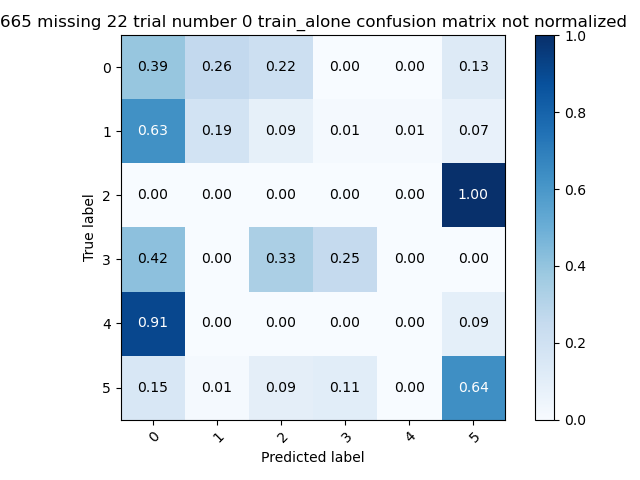 665 missing 22 trial number 0 train_alone confusion matrix not normalized
0 0.39 0.26 0.22 0.00 0.00 0.13
1 0.63 0.19 0.09 0.01 0.01 0.07
2 0.00 0.00 0.00 0.00 0.00 1.00
3 0.42 0.00 0.33 0.25 0.00 0.00
4 0.91 0.00 0.00 0.00 0.00 0.09
5 0.15 0.01 0.09 0.11 0.00 0.64
0 1 2 3 4 5
True label
Predicted label
1.0
0.8
0.6
0.4
0.2
0.0